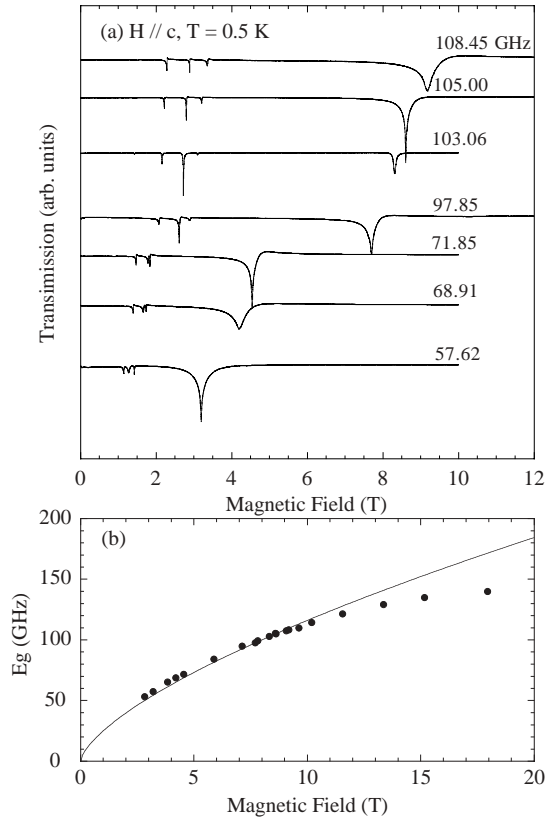 (a) H // c, T = 0.5 K
108.45 GHz
105.00
103.06
97.85
71.85
68.91
57.62
Transimission (arb. units)
0 2 4 6 8 10 12
Magnetic Field (T)
(b)
200
150
100
50
0
Eg (GHz)
0 5 10 15 20
Magnetic Field (T)